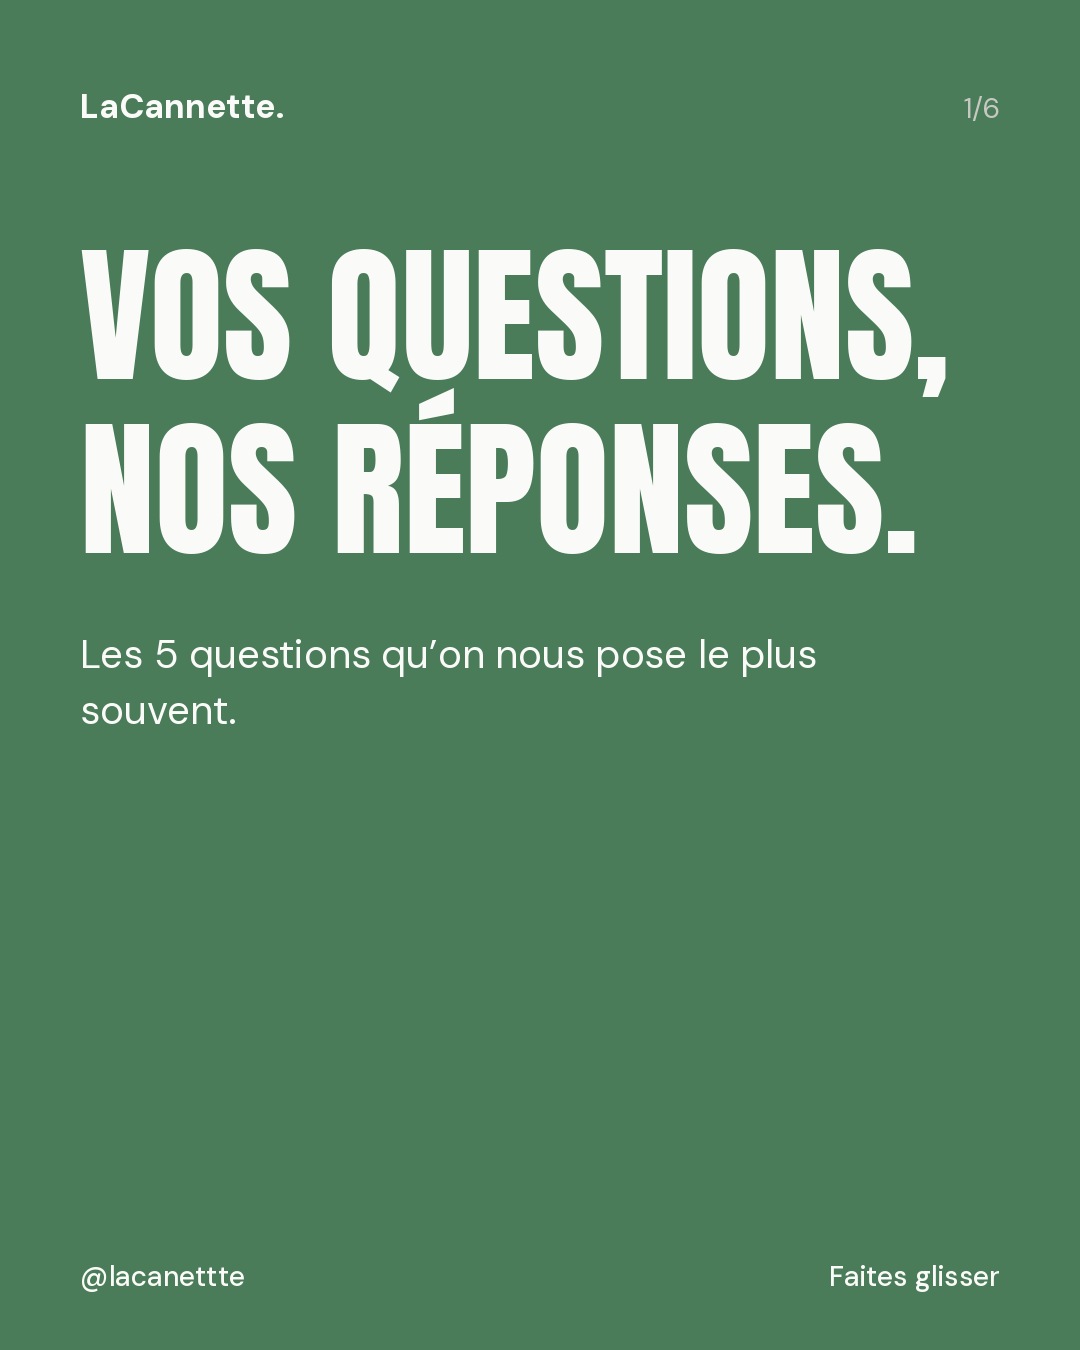 LaCannette.
1/6
VOS QUESTIONS,
NOS RÉPONSES.
Les 5 questions qu’on nous pose le plus
souvent.
@lacanettte
Faites glisser